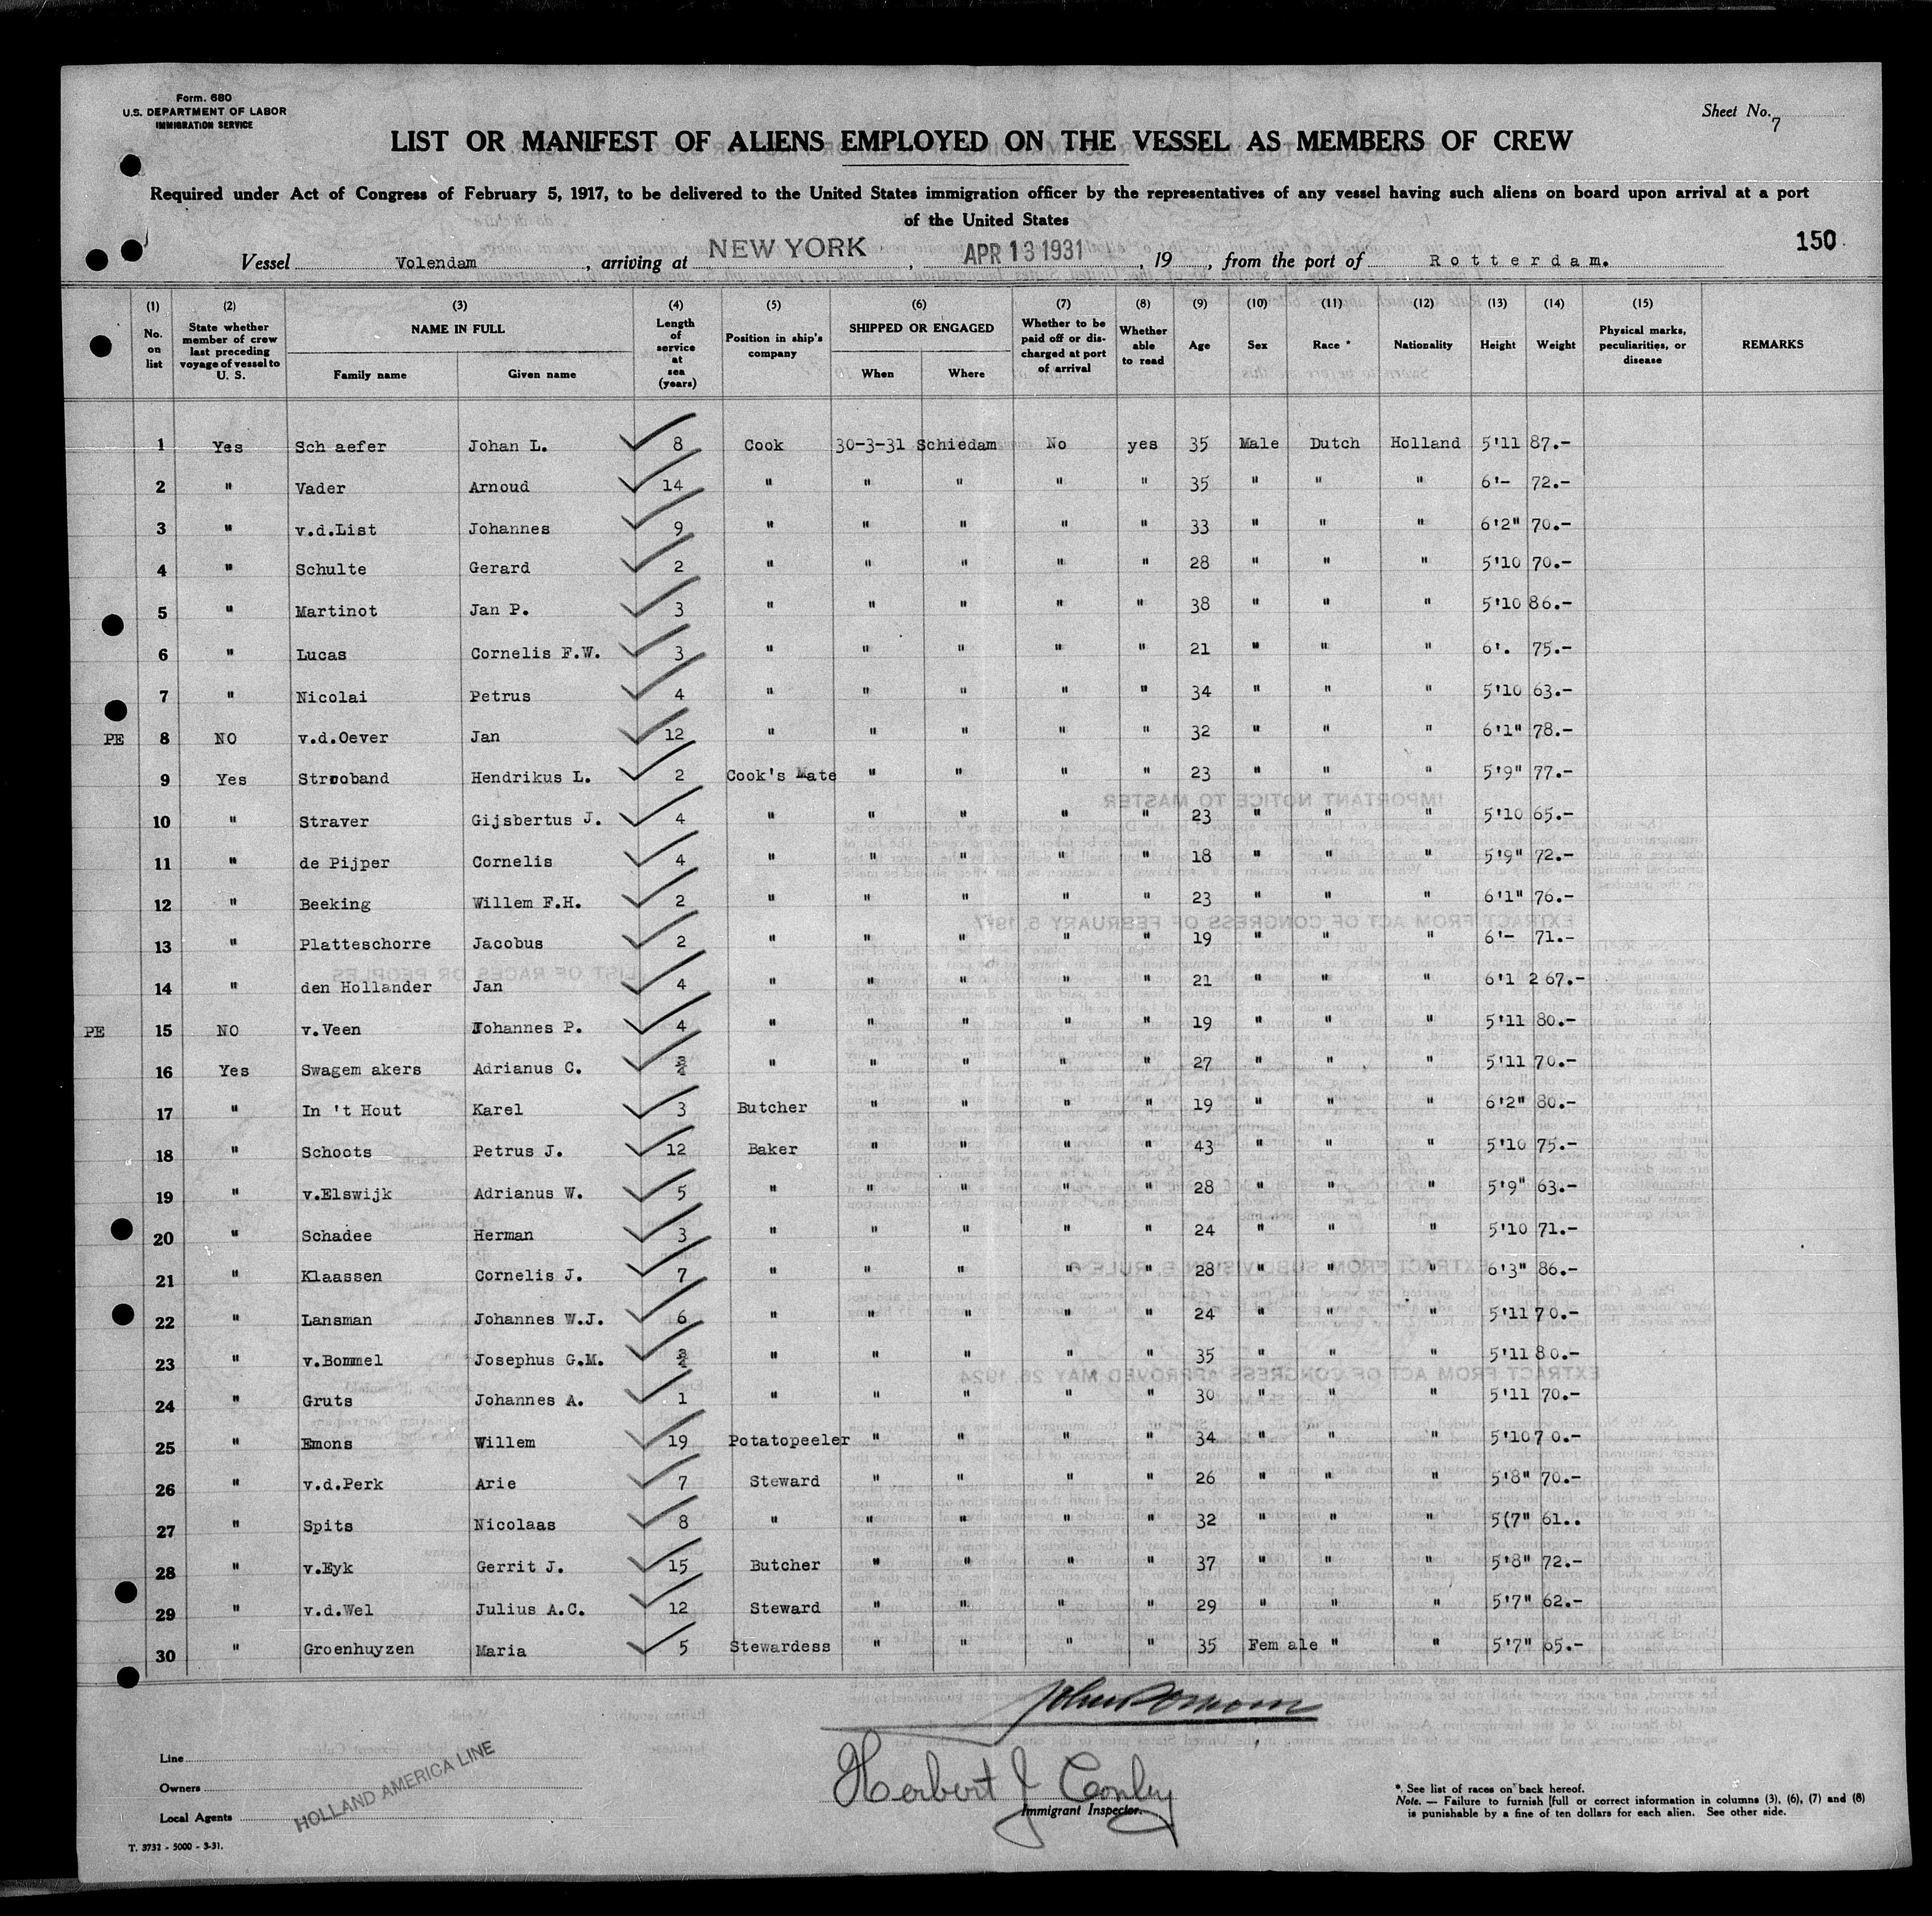 Form. 680
U.S. DEPARTMENT OF LABOR
IMMIGRATION SERVICE
Sheet No. 7
LIST OR MANIFEST OF ALIENS EMPLOYED ON THE VESSEL AS MEMBERS OF CREW
Required under Act of Congress of February 5, 1917, to be delivered to the United States immigration officer by the representatives of any vessel having such aliens on board upon arrival at a port
of the United States
150
Vessel Volendam, arriving at NEW YORK, APR 13 1931, 19 , from the port of Rotterdam.
(1) (2) (3) (4) (5) (6) (7) (8) (9) (10) (11) (12) (13) (14) (15)
No. on list State whether member of crew last preceding voyage of vessel to U. S. NAME IN FULL Family name Given name Length of service at sea (years) Position in ship's company SHIPPED OR ENGAGED When Where Whether to be paid off or discharged at port of arrival Whether able to read Age Sex Race * Nationality Height Weight Physical marks, peculiarities, or disease REMARKS
1 Yes Sch aefer Johan L. 8 Cook 30-3-31 Schiedam No yes 35 Male Dutch Holland 5'11 87.-
2 " Vader Arnoud 14 " " " " " 35 " " " 6'- 72.-
3 " v.d.List Johannes 9 " " " " " 33 " " " 6'2" 70.-
4 " Schulte Gerard 2 " " " " " 28 " " " 5'10 70.-
5 " Martinot Jan P. 3 " " " " " 38 " " " 5'10 86.-
6 " Lucas Cornelis F.W. 3 " " " " " 21 " " " 6'. 75.-
7 " Nicolai Petrus 4 " " " " " 34 " " " 5'10 63.-
PE 8 NO v.d.Oever Jan 12 " " " " " 32 " " " 6'1" 78.-
9 Yes Strooband Hendrikus L. 2 Cook's Mate " " " " 23 " " " 5'9" 77.-
10 " Straver Gijsbertus J. 4 " " " " " 23 " " " 5'10 65.-
11 " de Pijper Cornelis 4 " " " " " 18 " " " 5'9" 72.-
12 " Beeking Willem F.H. 2 " " " " " 23 " " " 6'1" 76.-
13 " Platteschorre Jacobus 2 " " " " " 19 " " " 6'- 71.-
14 " den Hollander Jan 4 " " " " " 21 " " " 6'1 2 67.-
PE 15 NO v.Veen Johannes P. 4 " " " " " 19 " " " 5'11 80.-
16 Yes Swagem akers Adrianus C. " " " " " 27 " " " 5'11 70.-
17 " In 't Hout Karel 3 Butcher " " " " 19 " " " 6'2" 80.-
18 " Schoots Petrus J. 12 Baker " " " " 43 " " " 5'10 75.-
19 " v.Elswijk Adrianus W. 5 " " " " " 28 " " " 5'9" 63.-
20 " Schadee Herman 3 " " " " " 24 " " " 5'10 71.-
21 " Klaassen Cornelis J. 7 " " " " " 28 " " " 6'3" 86.-
22 " Lansman Johannes W.J. 6 " " " " " 24 " " " 5'11 70.-
23 " v.Bommel Josephus G.M. " " " " " 35 " " " 5'11 80.-
24 " Gruts Johannes A. 1 " " " " " 30 " " " 5'11 70.-
25 " Emons Willem 19 Potatopeeler " " " " 34 " " " 5'10 70.-
26 " v.d.Perk Arie 7 Steward " " " " 26 " " " 5'8" 70.-
27 " Spits Nicolaas 8 " " " " " 32 " " " 5(7" 61..
28 " v.Eyk Gerrit J. 15 Butcher " " " " 37 " " " 5'8" 72.-
29 " v.d.Wel Julius A.C. 12 Steward " " " " 29 " " " 5'7" 62.-
30 " Groenhuyzen Maria 5 Stewardess " " " " 35 Fem ale " " 5'7" 65.-
Herbert J Conley
Immigrant Inspector.
Line
Owners
Local Agents
HOLLAND AMERICA LINE
* See list of races on back hereof.
Note. — Failure to furnish full or correct information in columns (3), (6), (7) and (8)
is punishable by a fine of ten dollars for each alien. See other side.
T. 3732 - 5000 - 3-31.